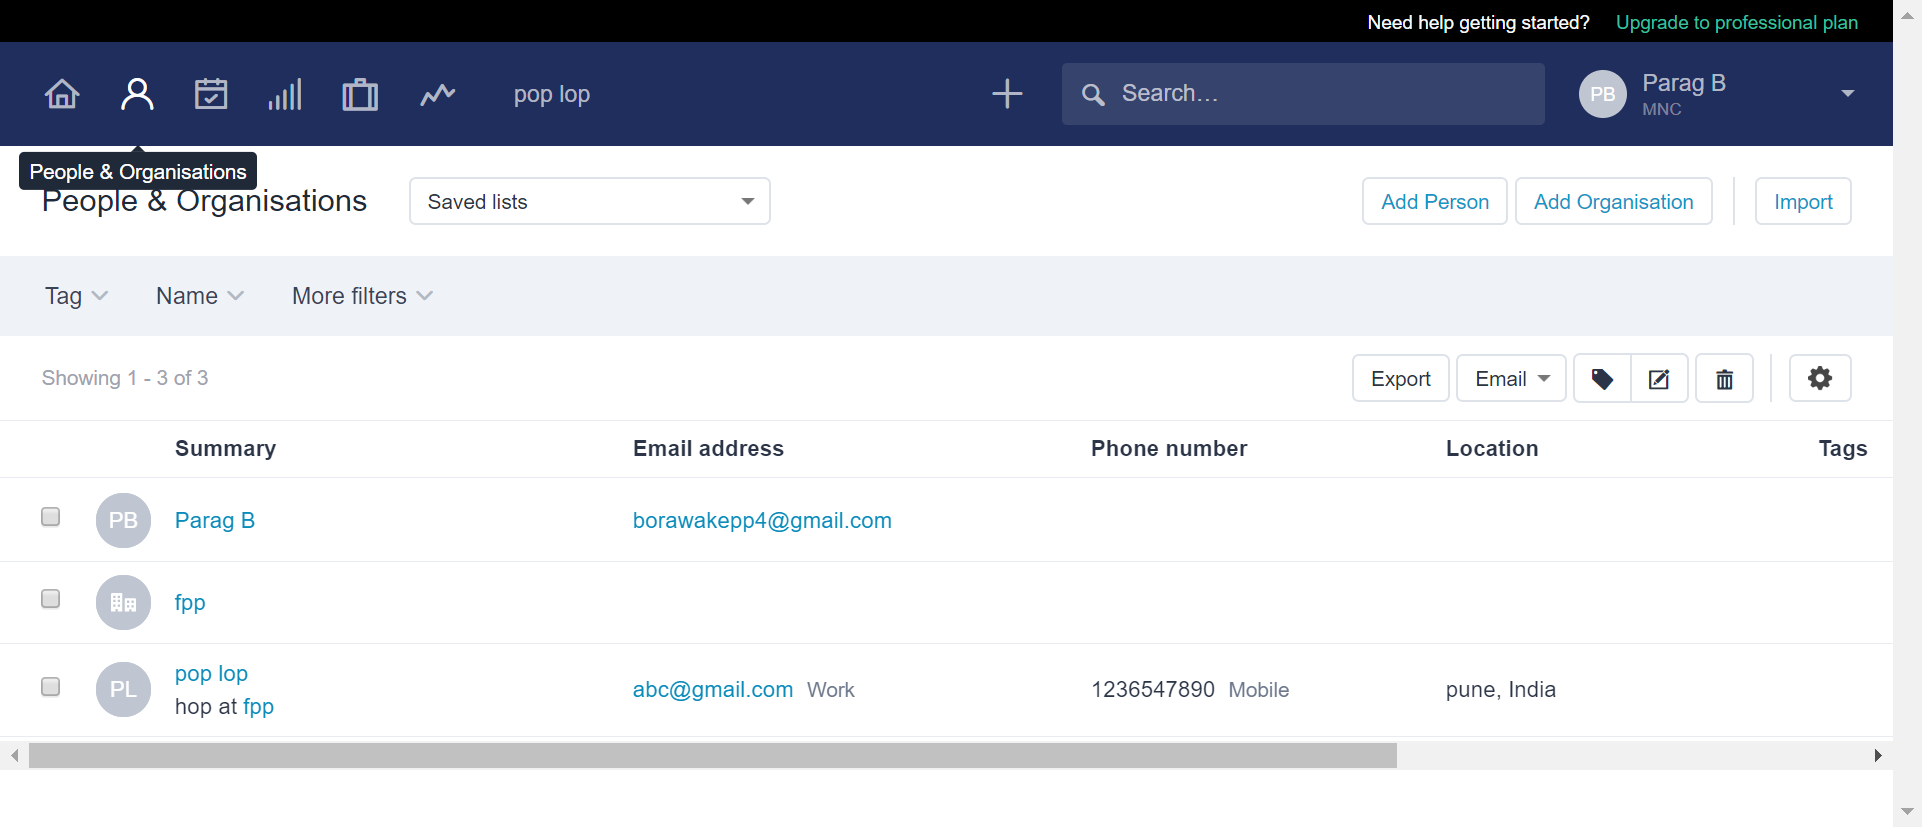 Need help getting started? Upgrade to professional plan
pop lop
Search...
PB
Parag B
MNC
People & Organisations
People & Organisations
Saved lists
Add Person
Add Organisation
Import
Tag
Name
More filters
Showing 1 - 3 of 3
Export
Email
Summary Email address Phone number Location Tags
PB Parag B borawakepp4@gmail.com
fpp
PL
pop lop
hop at fpp
abc@gmail.com Work 1236547890 Mobile pune, India